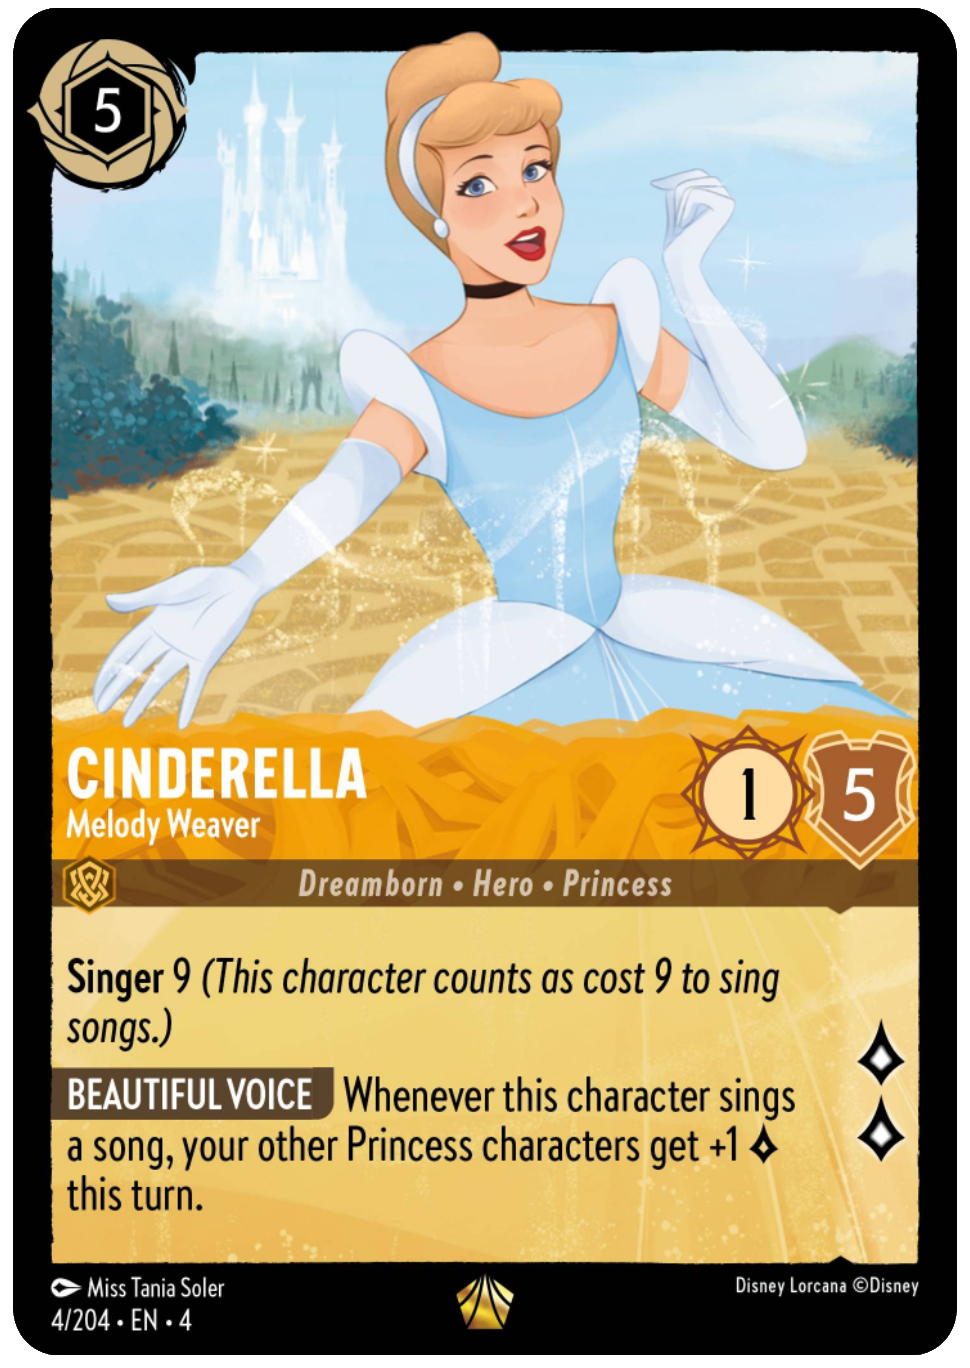 5
CINDERELLA
Melody Weaver
1 5
Dreamborn • Hero • Princess
Singer 9 (This character counts as cost 9 to sing
songs.)
BEAUTIFUL VOICE Whenever this character sings
a song, your other Princess characters get +1
this turn.
Miss Tania Soler
4/204 • EN • 4
Disney Lorcana ©Disney